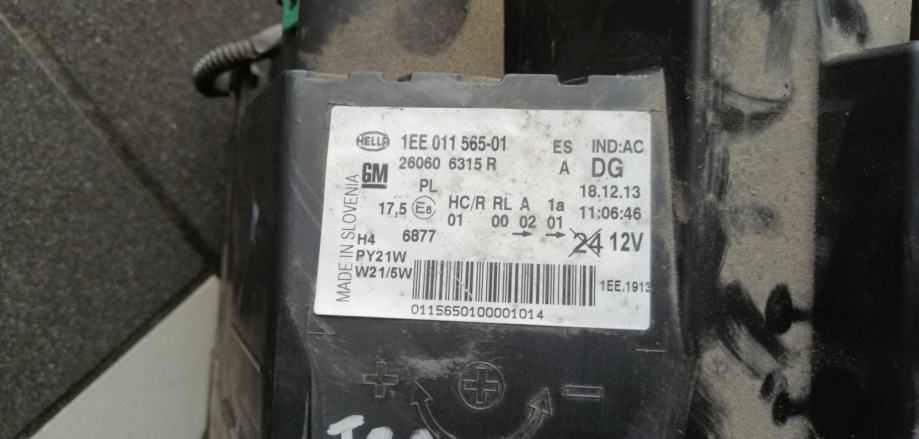 HELLA 1EE 011 565-01 ES IND:AC
GM 26060 6315 R A DG
PL 18.12.13
17,5 E8 HC/R RL A 1a 11:06:46
01 00 02 01
H4 6877 24 12V
PY21W
W21/5W
1EE.1913
0115650100001014
MADE IN SLOVENIA
+ + −